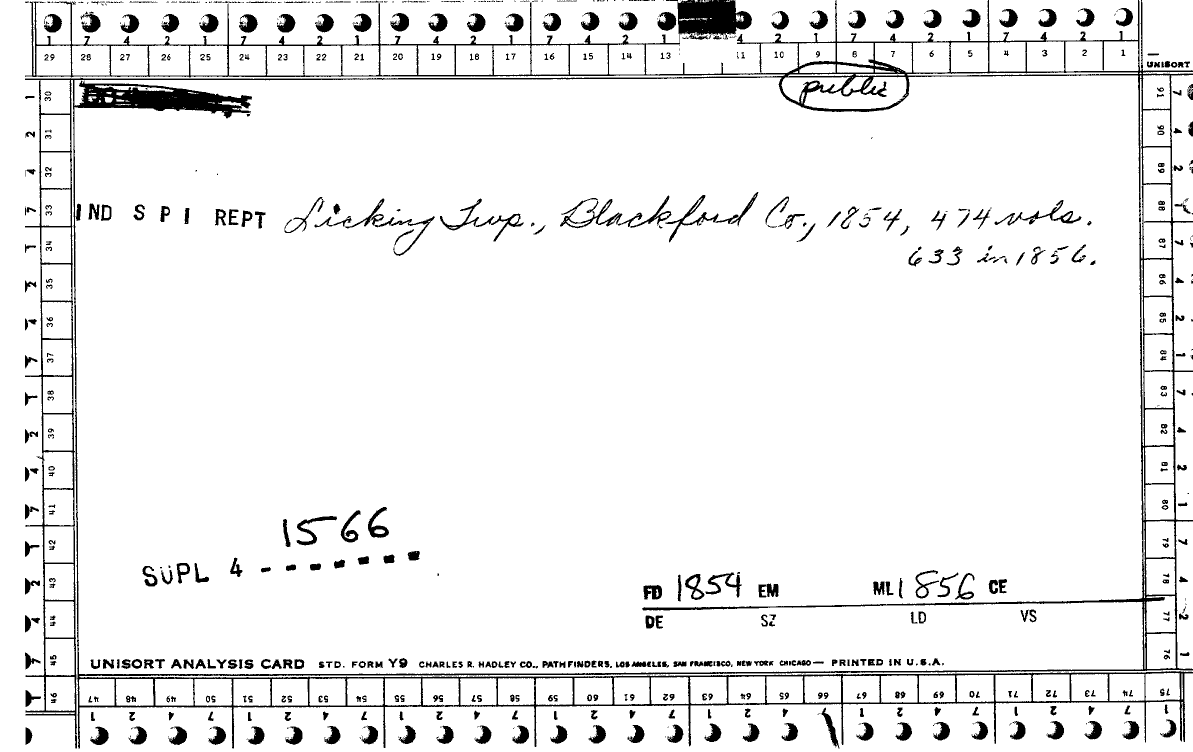 1 7 4 2 1 7 4 2 1 7 4 2 1 7 4 2 1 4 2 1 7 4 2 1 7 4 2 1
29 28 27 26 25 24 23 22 21 20 19 18 17 16 15 14 13 11 10 9 8 7 6 5 4 3 2 1
UNISORT
public
IND S P I REPT Licking Twp., Blackford Co., 1854, 474 vols.
633 in 1856.
1566
SUPL 4 - - - - - - -
FD 1854 EM ML 1856 CE
DE SZ LD VS
UNISORT ANALYSIS CARD STD. FORM Y9 CHARLES R. HADLEY CO., PATHFINDERS, LOS ANGELES, SAN FRANCISCO, NEW YORK CHICAGO — PRINTED IN U.S.A.
30 31 32 33 34 35 36 37 38 39 40 41 42 43 44 45 46
91 90 89 88 87 86 85 84 83 82 81 80 79 78 77 76
47 48 49 50 51 52 53 54 55 56 57 58 59 60 61 62 63 64 65 66 67 68 69 70 71 72 73 74 75